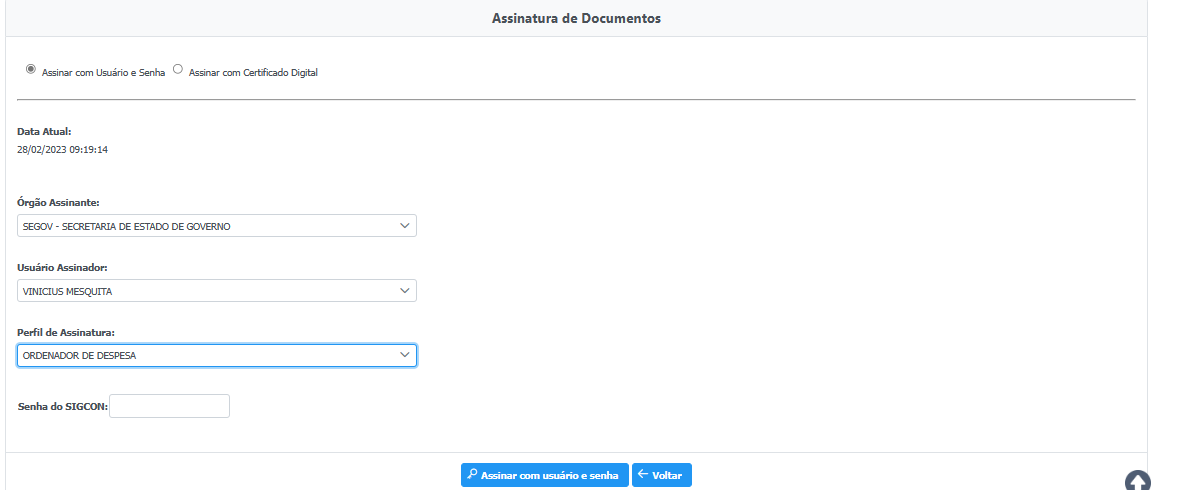 Assinatura de Documentos
Assinar com Usuário e Senha Assinar com Certificado Digital
Data Atual:
28/02/2023 09:19:14
Órgão Assinante:
SEGOV - SECRETARIA DE ESTADO DE GOVERNO
Usuário Assinador:
VINICIUS MESQUITA
Perfil de Assinatura:
ORDENADOR DE DESPESA
Senha do SIGCON:
Assinar com usuário e senha Voltar